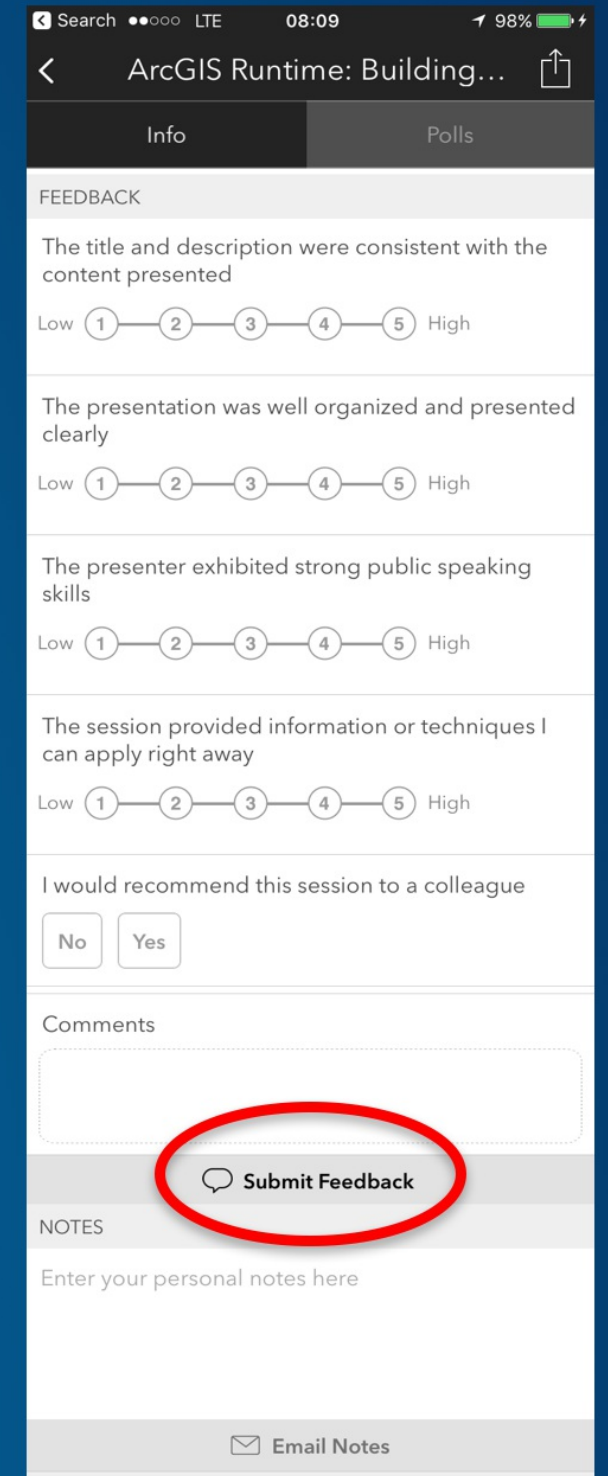 Search LTE 08:09 98%
ArcGIS Runtime: Building...
Info Polls
FEEDBACK
The title and description were consistent with the
content presented
Low 1 2 3 4 5 High
The presentation was well organized and presented
clearly
Low 1 2 3 4 5 High
The presenter exhibited strong public speaking
skills
Low 1 2 3 4 5 High
The session provided information or techniques I
can apply right away
Low 1 2 3 4 5 High
I would recommend this session to a colleague
No Yes
Comments
Submit Feedback
NOTES
Enter your personal notes here
Email Notes